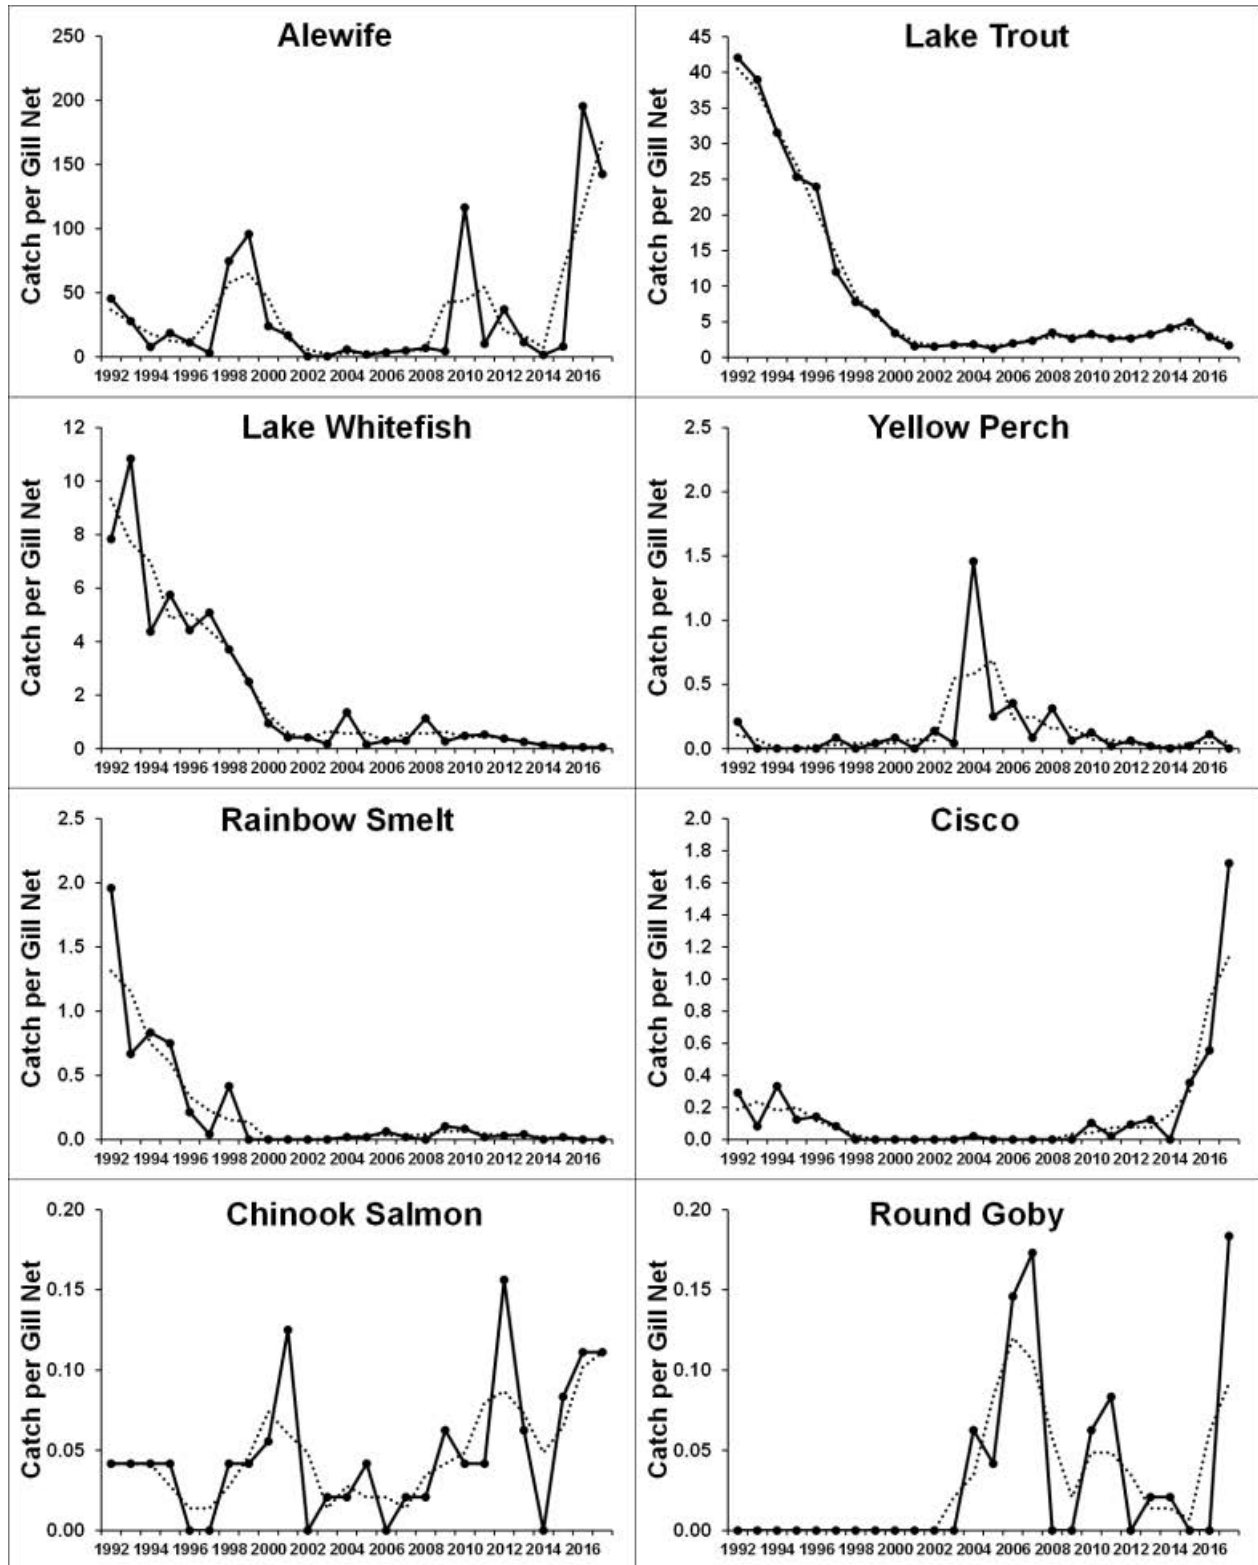 Alewife
Catch per Gill Net
250
200
150
100
50
0
1992 1994 1996 1998 2000 2002 2004 2006 2008 2010 2012 2014 2016
Lake Trout
Catch per Gill Net
45
40
35
30
25
20
15
10
5
0
1992 1994 1996 1998 2000 2002 2004 2006 2008 2010 2012 2014 2016
Lake Whitefish
Catch per Gill Net
12
10
8
6
4
2
0
1992 1994 1996 1998 2000 2002 2004 2006 2008 2010 2012 2014 2016
Yellow Perch
Catch per Gill Net
2.5
2.0
1.5
1.0
0.5
0.0
1992 1994 1996 1998 2000 2002 2004 2006 2008 2010 2012 2014 2016
Rainbow Smelt
Catch per Gill Net
2.5
2.0
1.5
1.0
0.5
0.0
1992 1994 1996 1998 2000 2002 2004 2006 2008 2010 2012 2014 2016
Cisco
Catch per Gill Net
2.0
1.8
1.6
1.4
1.2
1.0
0.8
0.6
0.4
0.2
0.0
1992 1994 1996 1998 2000 2002 2004 2006 2008 2010 2012 2014 2016
Chinook Salmon
Catch per Gill Net
0.20
0.15
0.10
0.05
0.00
1992 1994 1996 1998 2000 2002 2004 2006 2008 2010 2012 2014 2016
Round Goby
Catch per Gill Net
0.20
0.15
0.10
0.05
0.00
1992 1994 1996 1998 2000 2002 2004 2006 2008 2010 2012 2014 2016